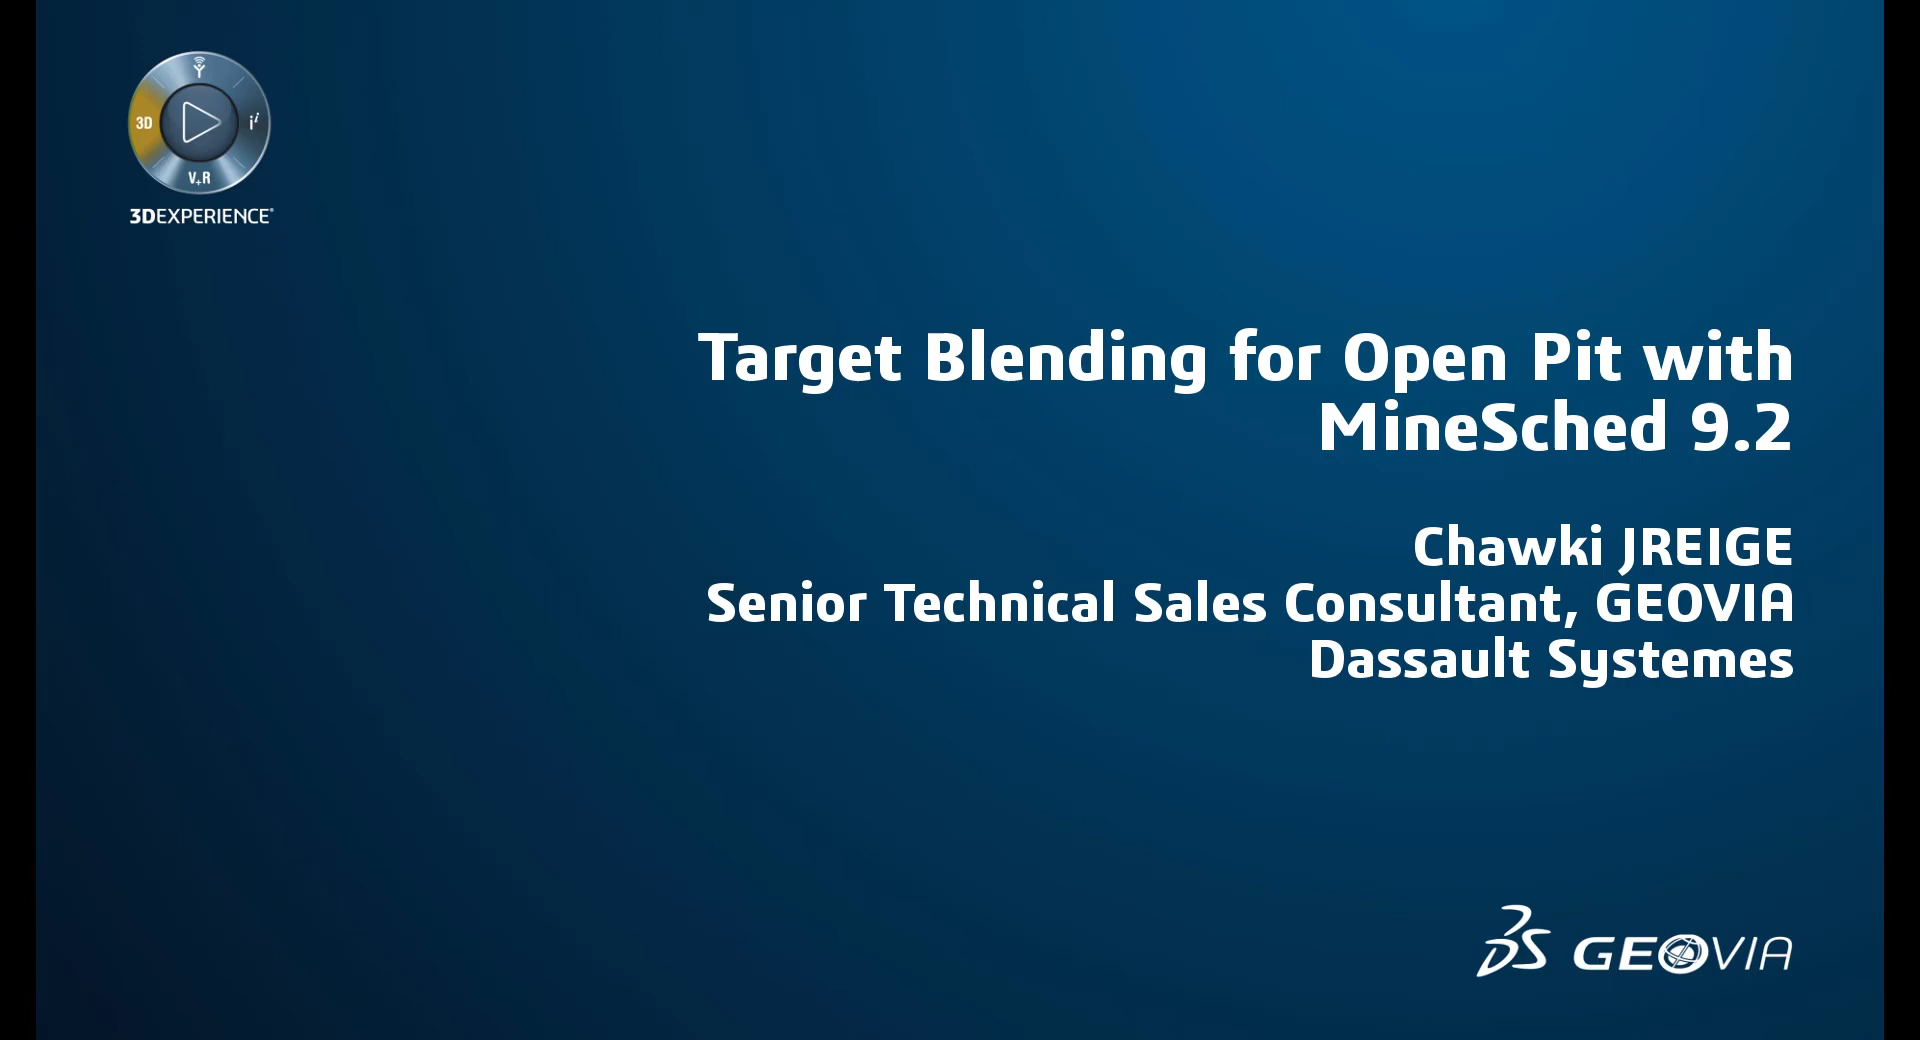 3D
i
V+R
3DEXPERIENCE®
Target Blending for Open Pit with
MineSched 9.2
Chawki JREIGE
Senior Technical Sales Consultant, GEOVIA
Dassault Systemes
3DS GEOVIA